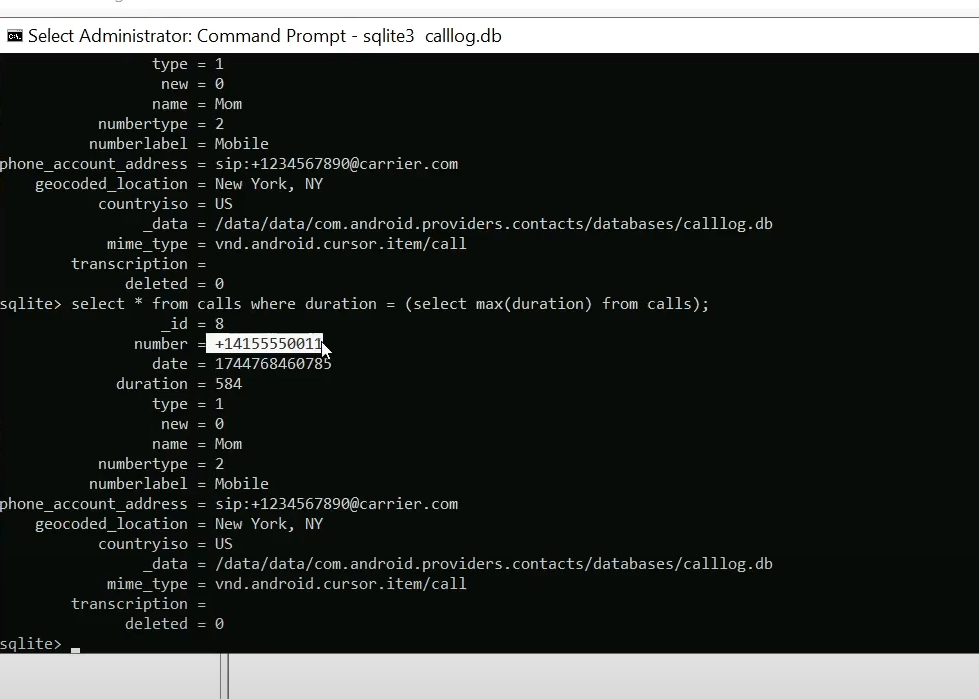 Select Administrator: Command Prompt - sqlite3 calllog.db
type = 1
new = 0
name = Mom
numbertype = 2
numberlabel = Mobile
phone_account_address = sip:+1234567890@carrier.com
geocoded_location = New York, NY
countryiso = US
_data = /data/data/com.android.providers.contacts/databases/calllog.db
mime_type = vnd.android.cursor.item/call
transcription =
deleted = 0
sqlite> select * from calls where duration = (select max(duration) from calls);
_id = 8
number = +14155550011
date = 1744768460785
duration = 584
type = 1
new = 0
name = Mom
numbertype = 2
numberlabel = Mobile
phone_account_address = sip:+1234567890@carrier.com
geocoded_location = New York, NY
countryiso = US
_data = /data/data/com.android.providers.contacts/databases/calllog.db
mime_type = vnd.android.cursor.item/call
transcription =
deleted = 0
sqlite>